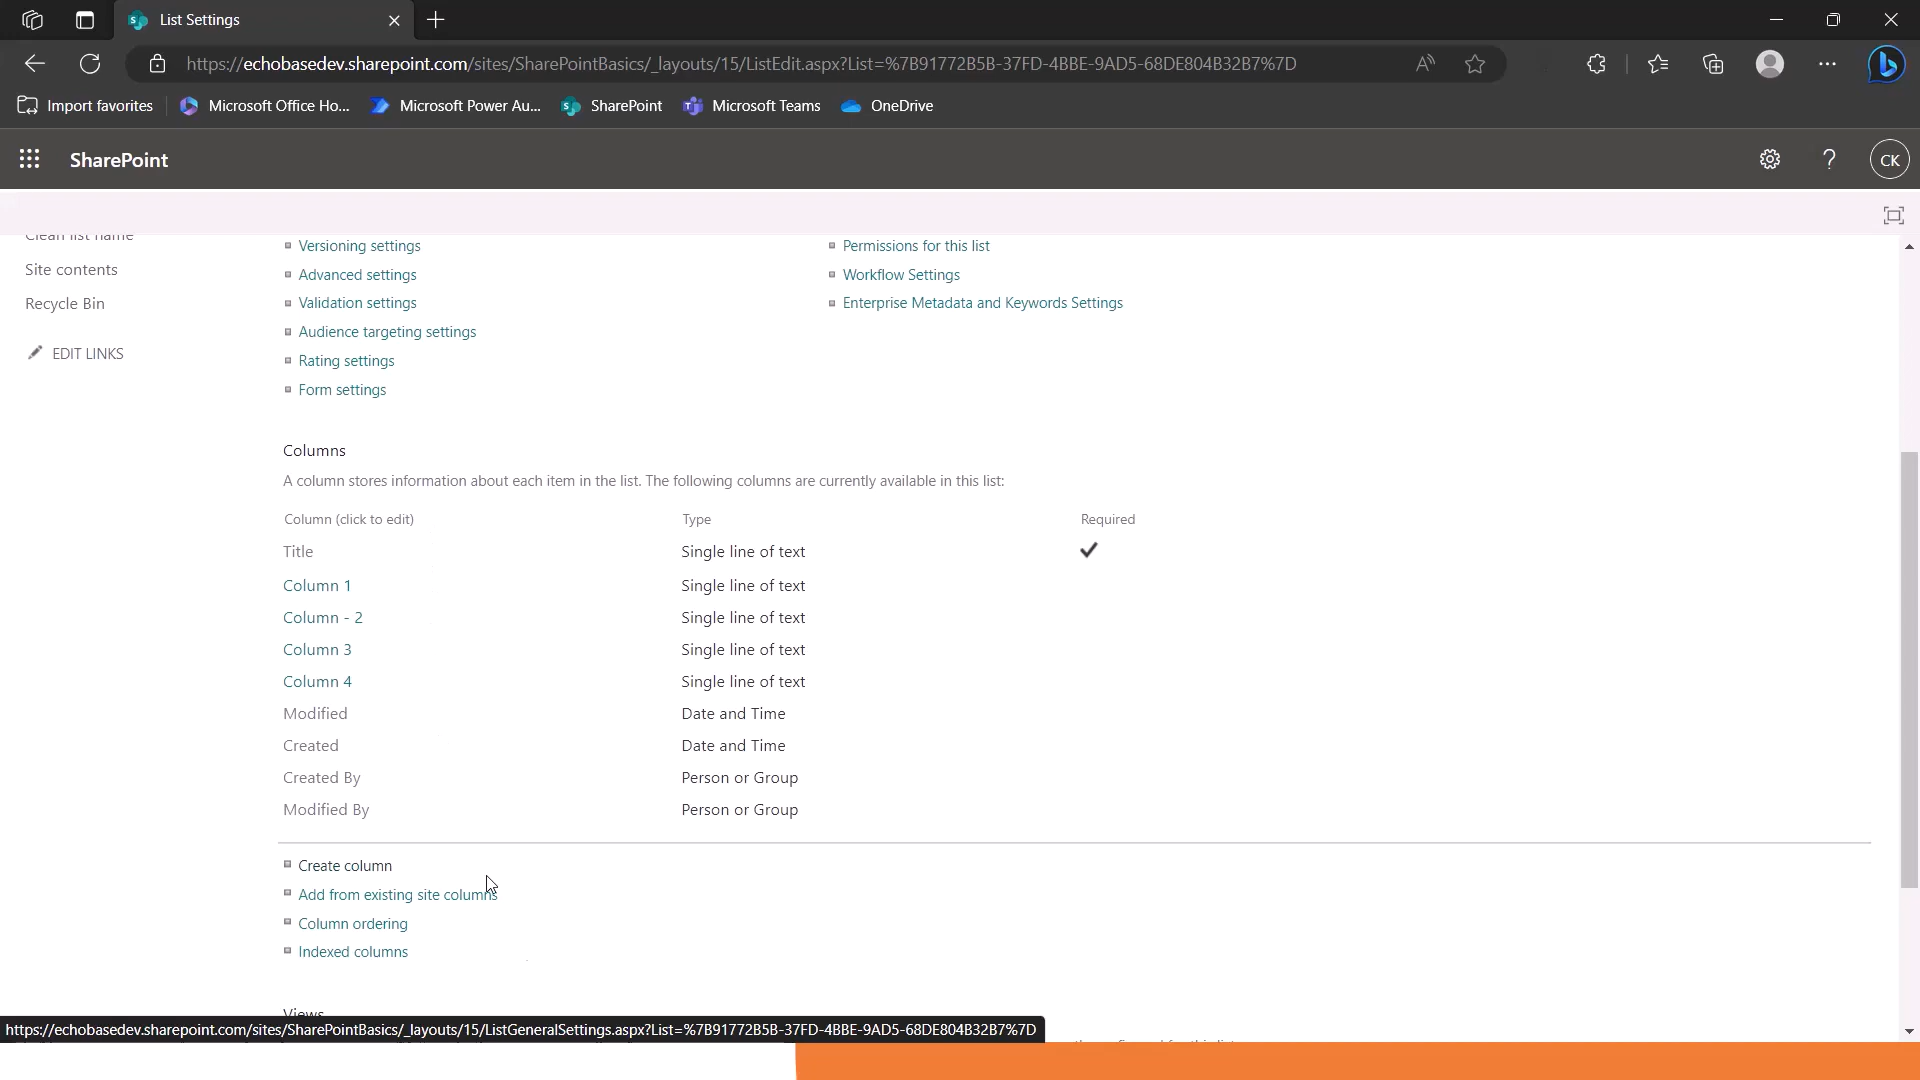 List Settings
https://echobasedev.sharepoint.com/sites/SharePointBasics/_layouts/15/ListEdit.aspx?List=%7B91772B5B-37FD-4BBE-9AD5-68DE804B32B7%7D
Import favorites
Microsoft Office Ho...
Microsoft Power Au...
SharePoint
Microsoft Teams
OneDrive
SharePoint
CK
Clean list name
Site contents
Recycle Bin
EDIT LINKS
Versioning settings
Advanced settings
Validation settings
Audience targeting settings
Rating settings
Form settings
Permissions for this list
Workflow Settings
Enterprise Metadata and Keywords Settings
Columns
A column stores information about each item in the list. The following columns are currently available in this list:
Column (click to edit) Type Required
Title Single line of text
Column 1 Single line of text
Column - 2 Single line of text
Column 3 Single line of text
Column 4 Single line of text
Modified Date and Time
Created Date and Time
Created By Person or Group
Modified By Person or Group
Create column
Add from existing site columns
Column ordering
Indexed columns
Views
https://echobasedev.sharepoint.com/sites/SharePointBasics/_layouts/15/ListGeneralSettings.aspx?List=%7B91772B5B-37FD-4BBE-9AD5-68DE804B32B7%7D